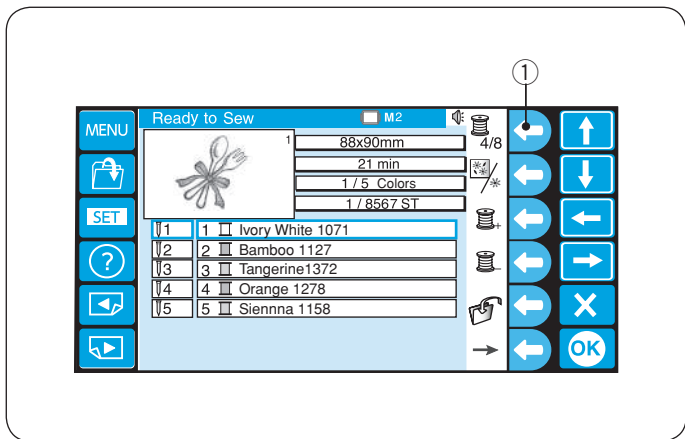 1
MENU
Ready to Sew M2
4/8
1
88x90mm
21 min
1 / 5 Colors
1 / 8567 ST
SET
1 1 Ivory White 1071
2 2 Bamboo 1127
3 3 Tangerine1372
4 4 Orange 1278
5 5 Siennna 1158
?
X
OK